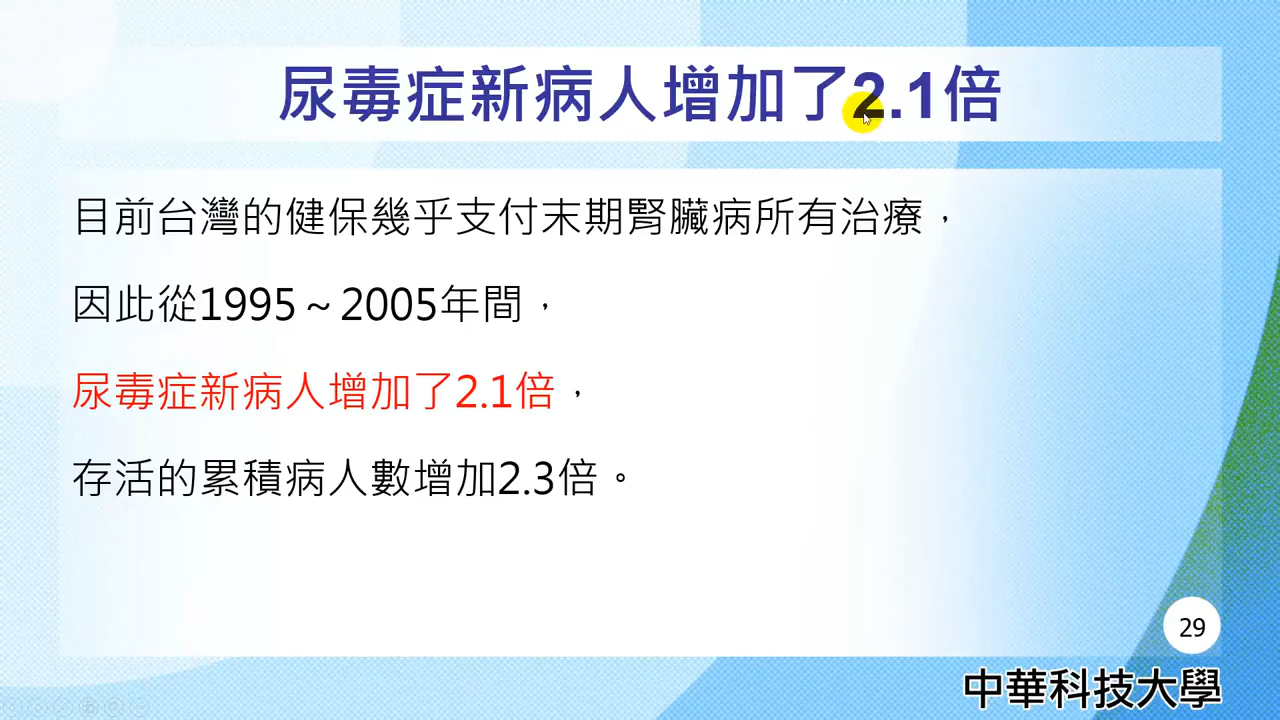 尿毒症新病人增加了2.1倍
目前台灣的健保幾乎支付末期腎臟病所有治療，
因此從1995～2005年間，
尿毒症新病人增加了2.1倍，
存活的累積病人數增加2.3倍。
29
中華科技大學